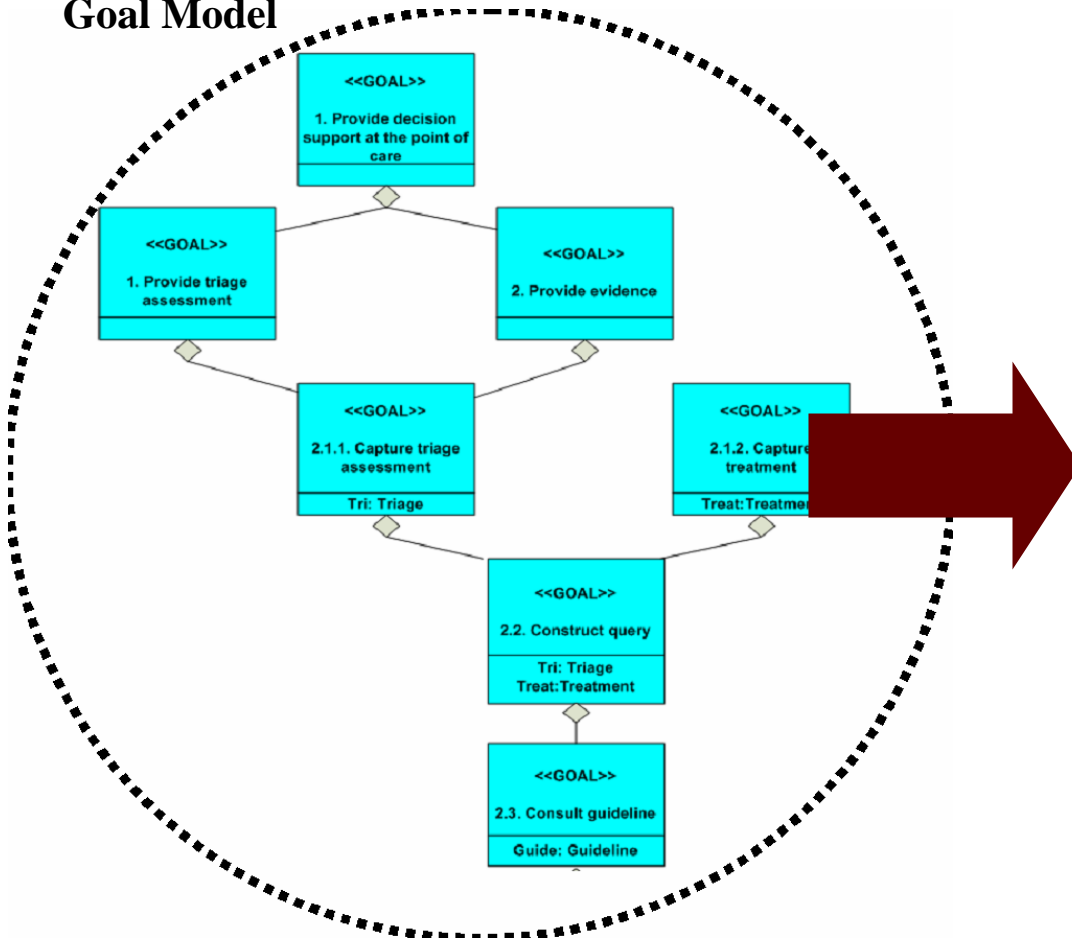 Goal Model
<<GOAL>>
1. Provide decision
support at the point of
care
<<GOAL>>
1. Provide triage
assessment
<<GOAL>>
2. Provide evidence
<<GOAL>>
2.1.1. Capture triage
assessment
Tri: Triage
<<GOAL>>
2.1.2. Capture
treatment
<<GOAL>>
2.2. Construct query
Tri: Triage
Treat:Treatment
<<GOAL>>
2.3. Consult guideline
Guide: Guideline